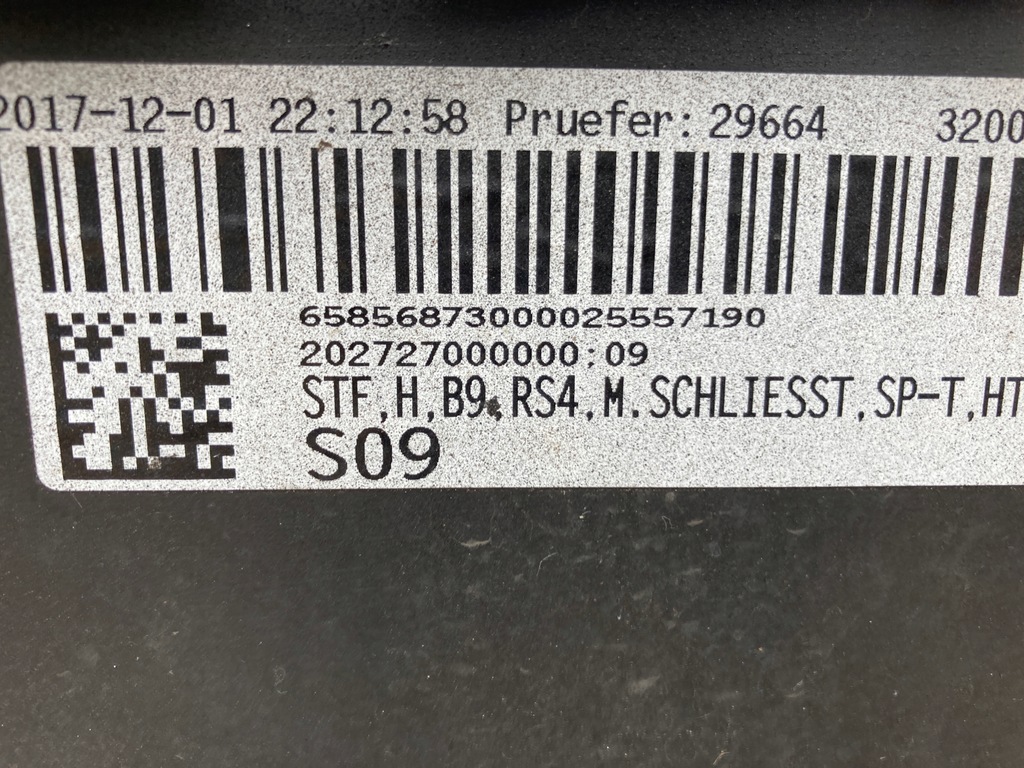 2017-12-01 22:12:58 Pruefer: 29664 3200
65856873000025557190
202727000000:09
STF,H,B9,RS4,M.SCHLIESST,SP-T,HT
S09